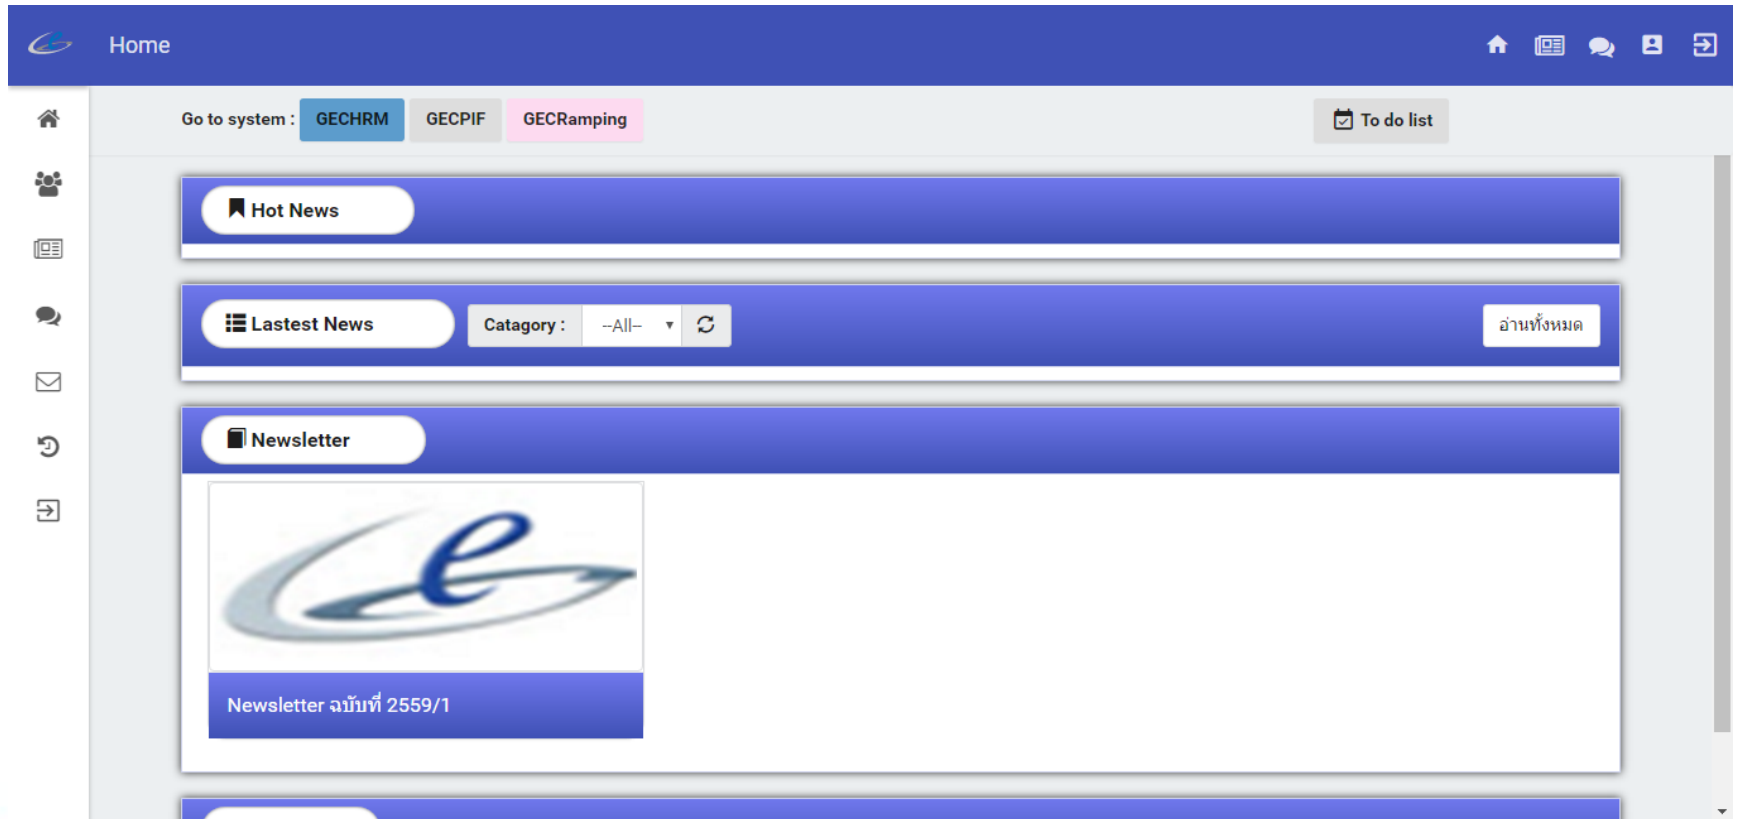 Home
Go to system : GECHRM GECPIF GECRamping To do list
Hot News
Lastest News Catagory : --All-- อ่านทั้งหมด
Newsletter
Newsletter ฉบับที่ 2559/1